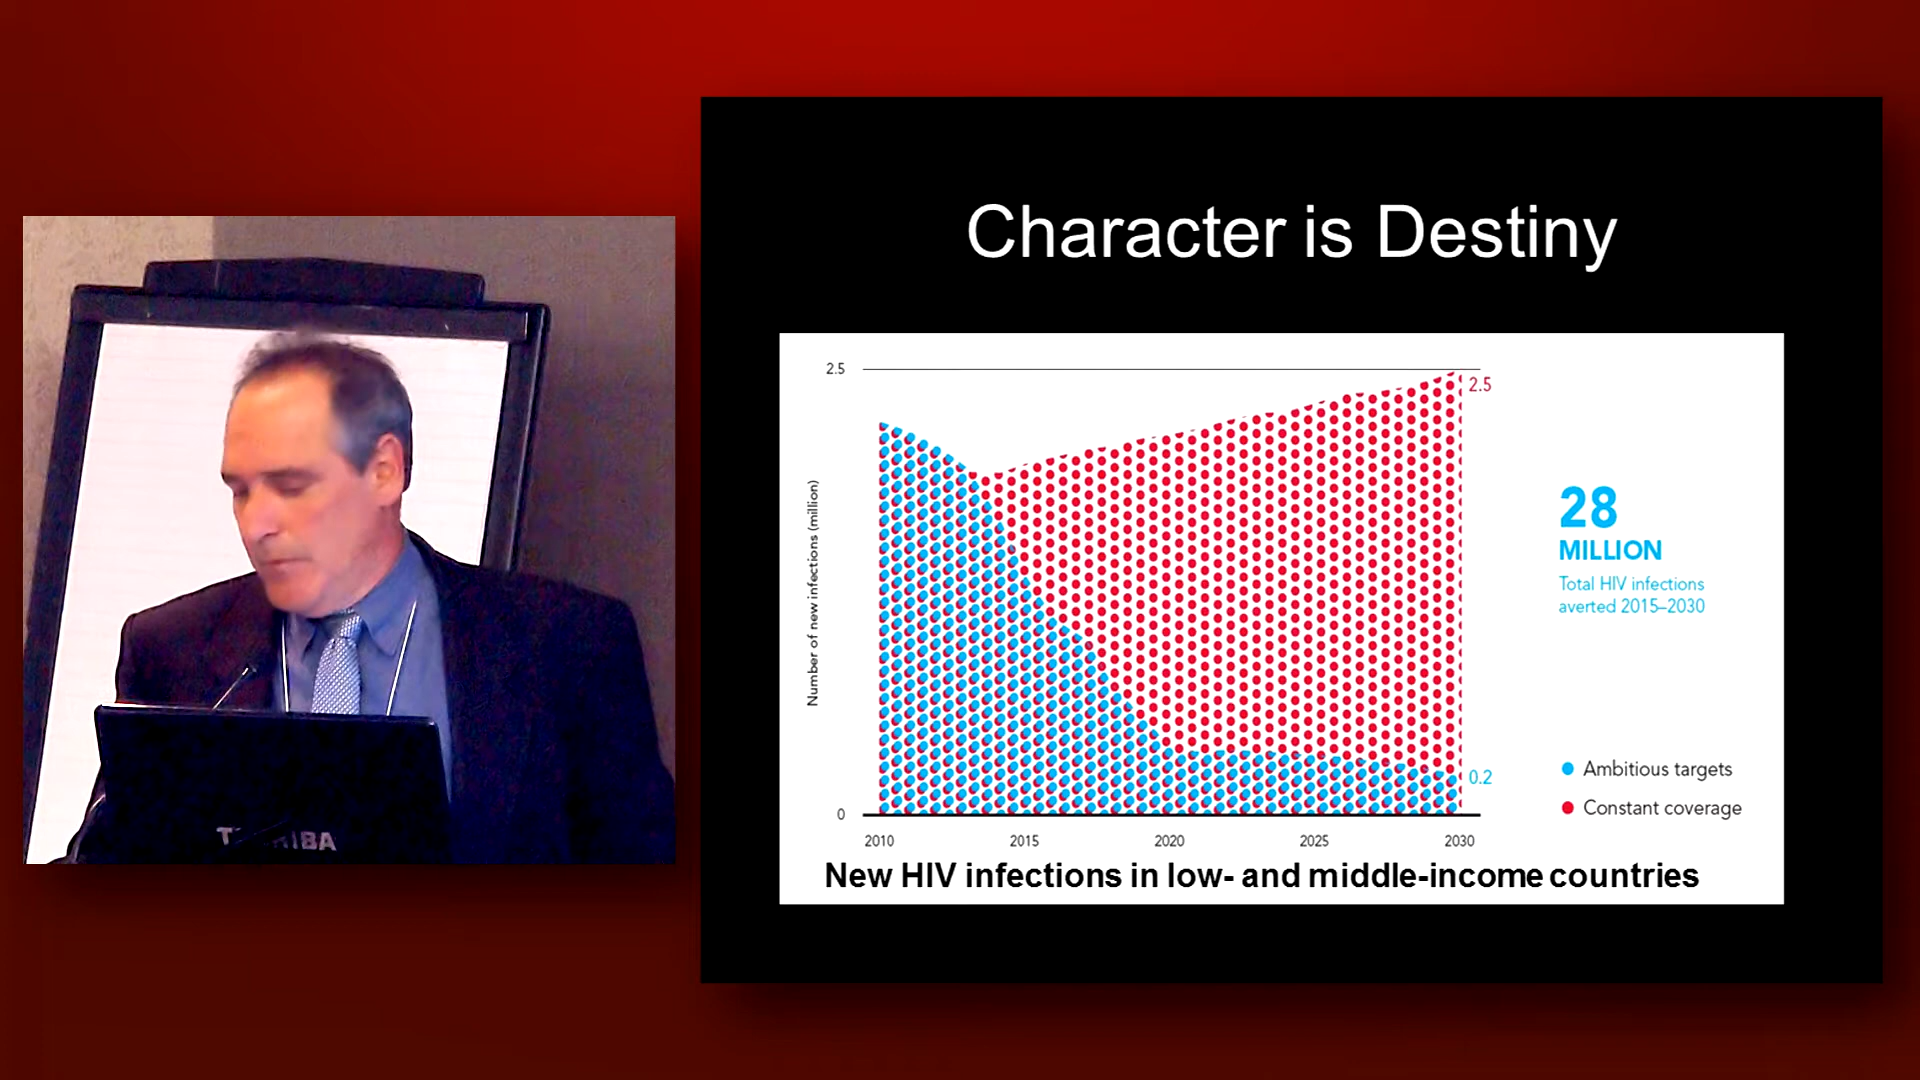 Character is Destiny
2.5
2.5
28
MILLION
Total HIV infections
averted 2015–2030
Number of new infections (million)
Ambitious targets
0.2
Constant coverage
0
2010 2015 2020 2025 2030
New HIV infections in low- and middle-income countries
TOSHIBA